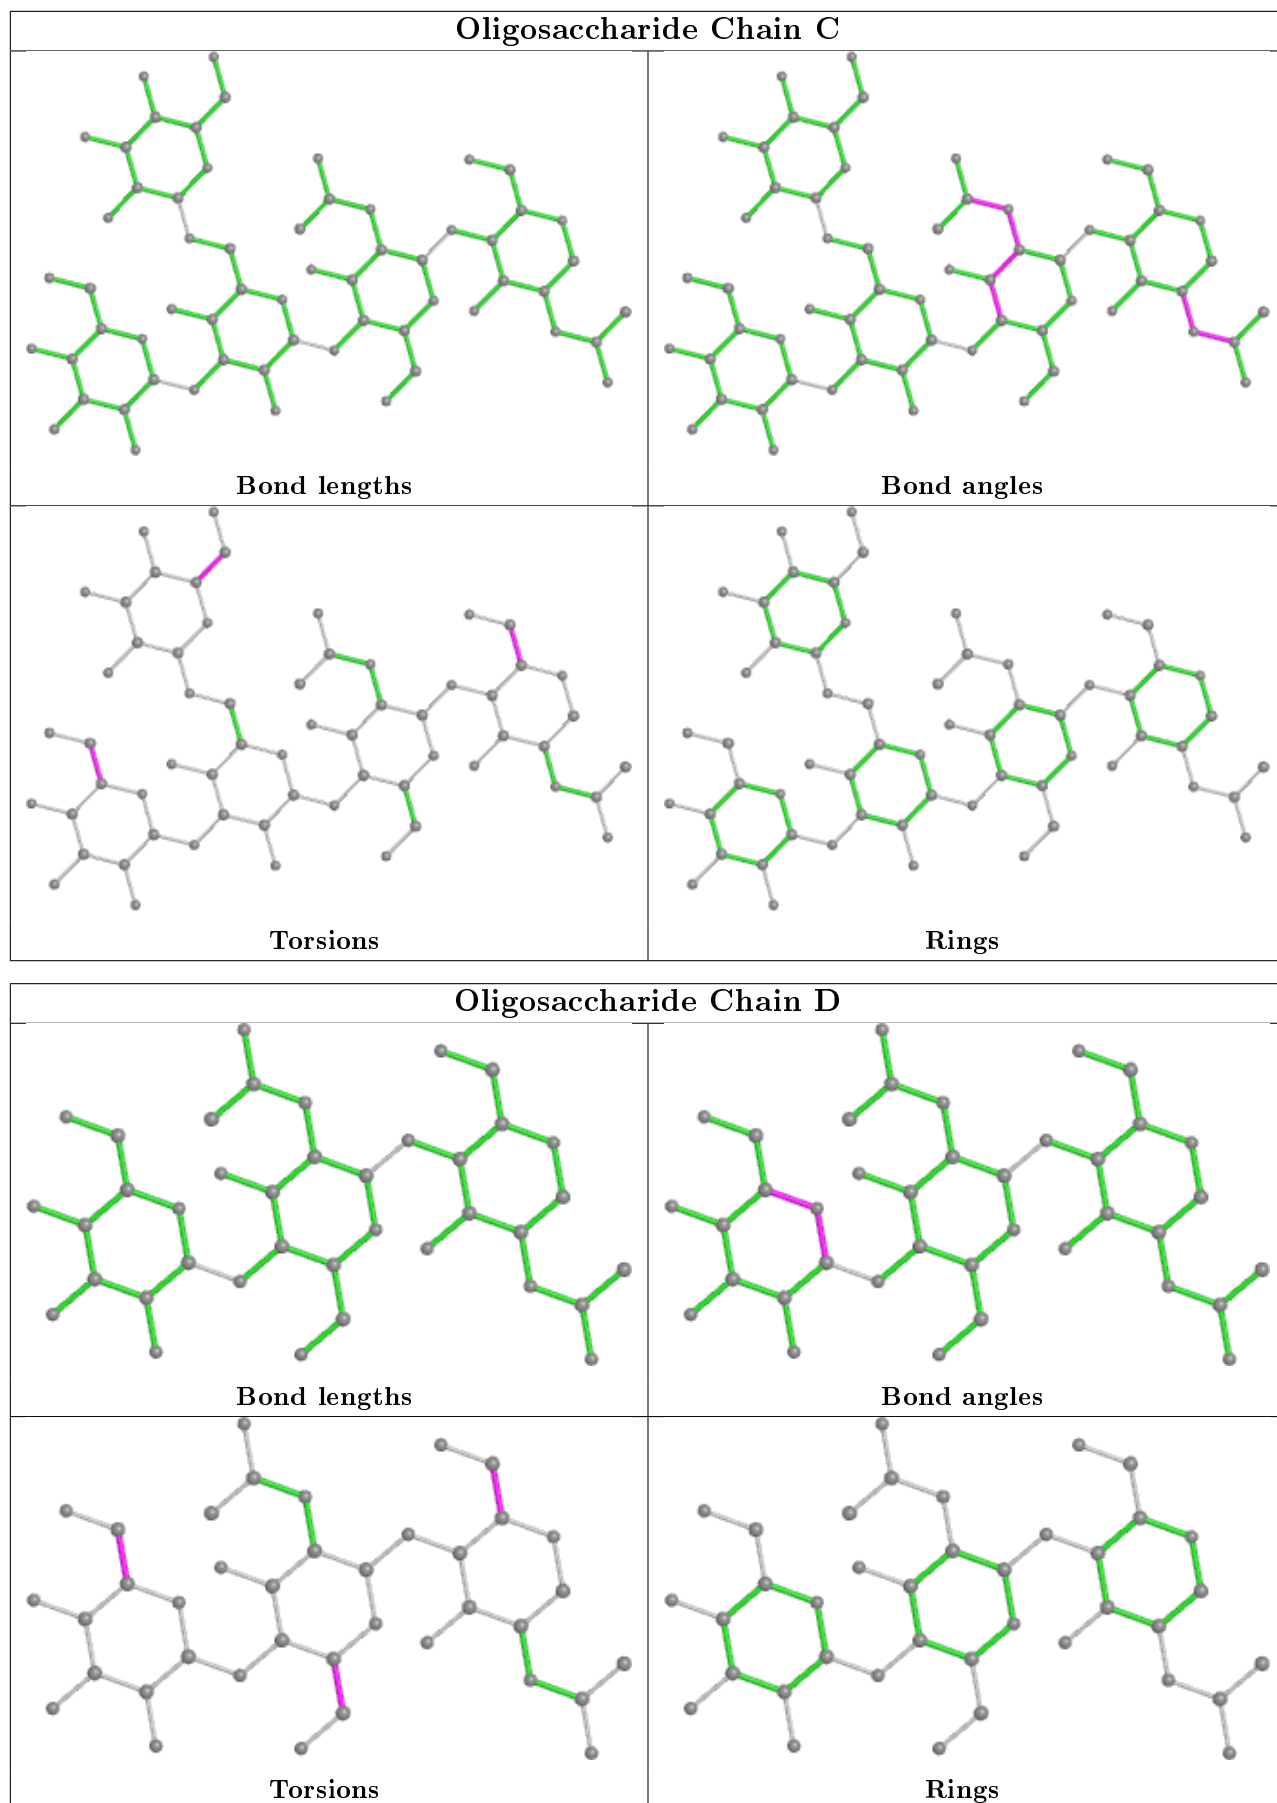 Oligosaccharide Chain C
Bond lengths
Bond angles
Torsions
Rings
Oligosaccharide Chain D
Bond lengths
Bond angles
Torsions
Rings